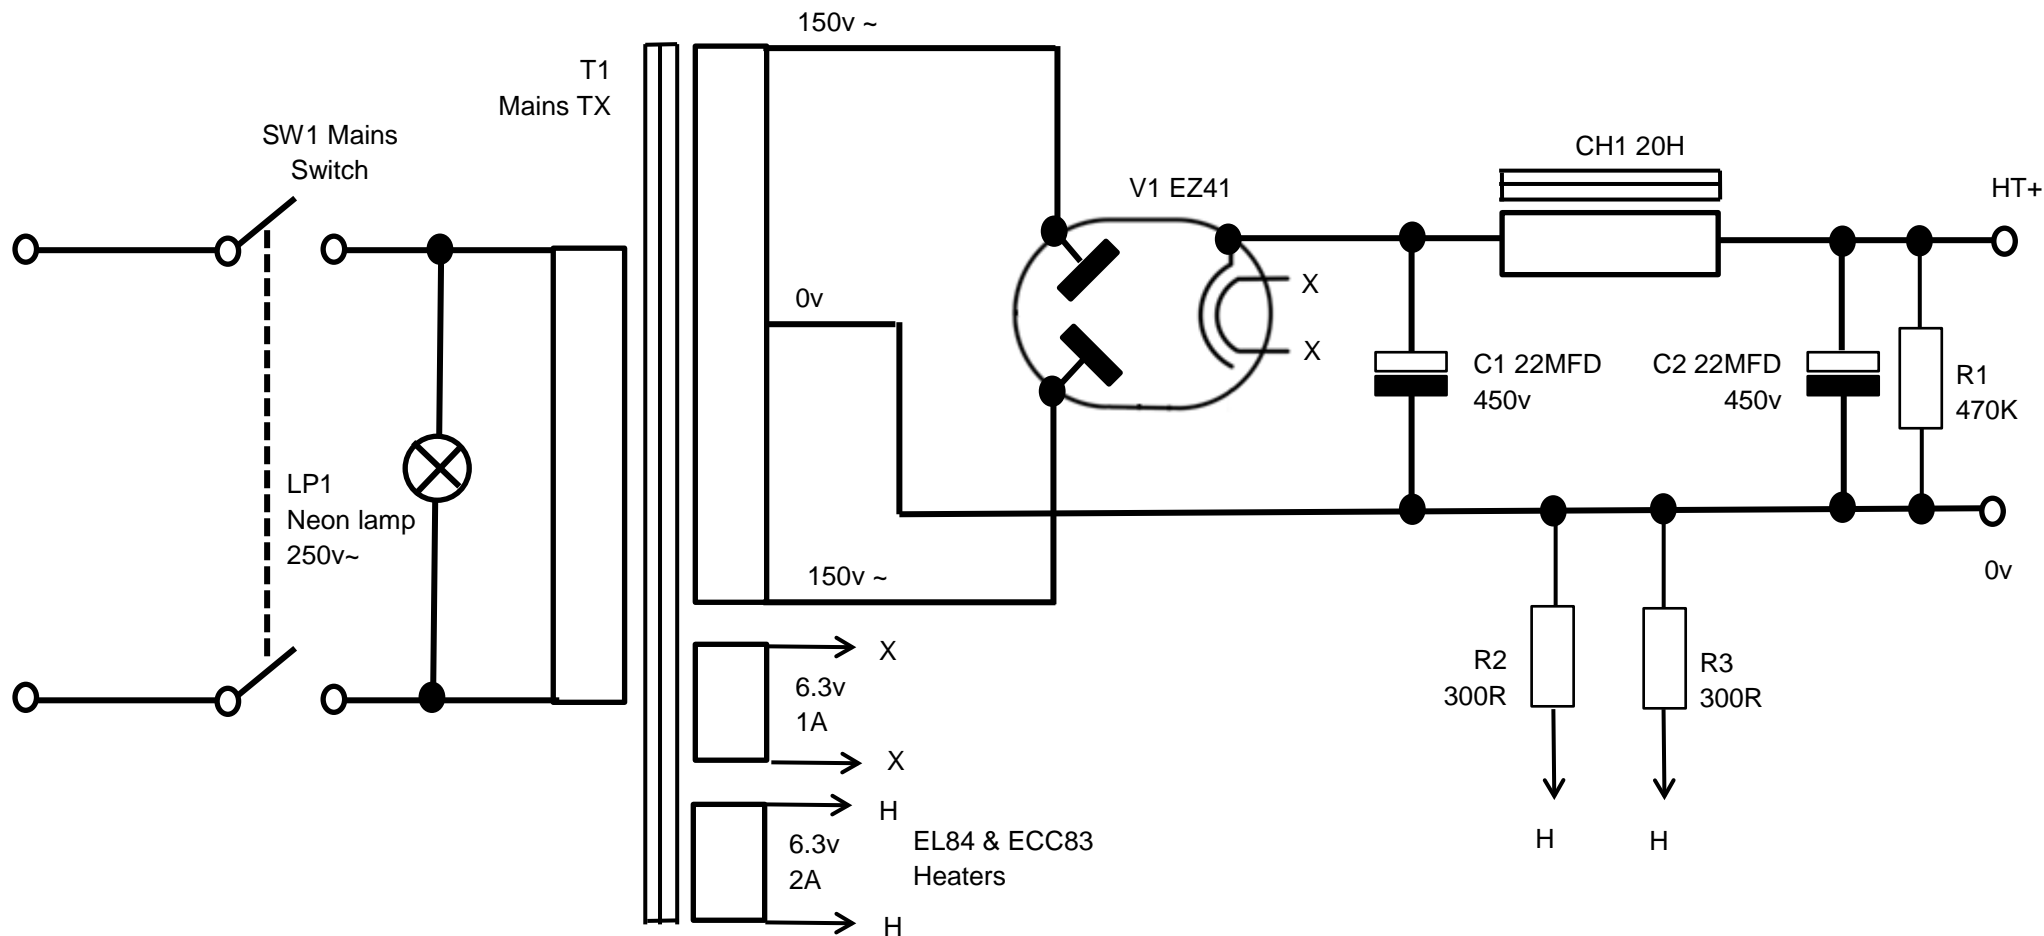 150v ~
T1
Mains TX
SW1 Mains
Switch
CH1 20H
V1 EZ41
HT+
X
0v
X
C1 22MFD
450v
C2 22MFD
450v
R1
470K
LP1
Neon lamp
250v~
150v ~
0v
X
6.3v
1A
X
R2
300R
R3
300R
H
6.3v
2A
EL84 & ECC83
Heaters
H
H
H